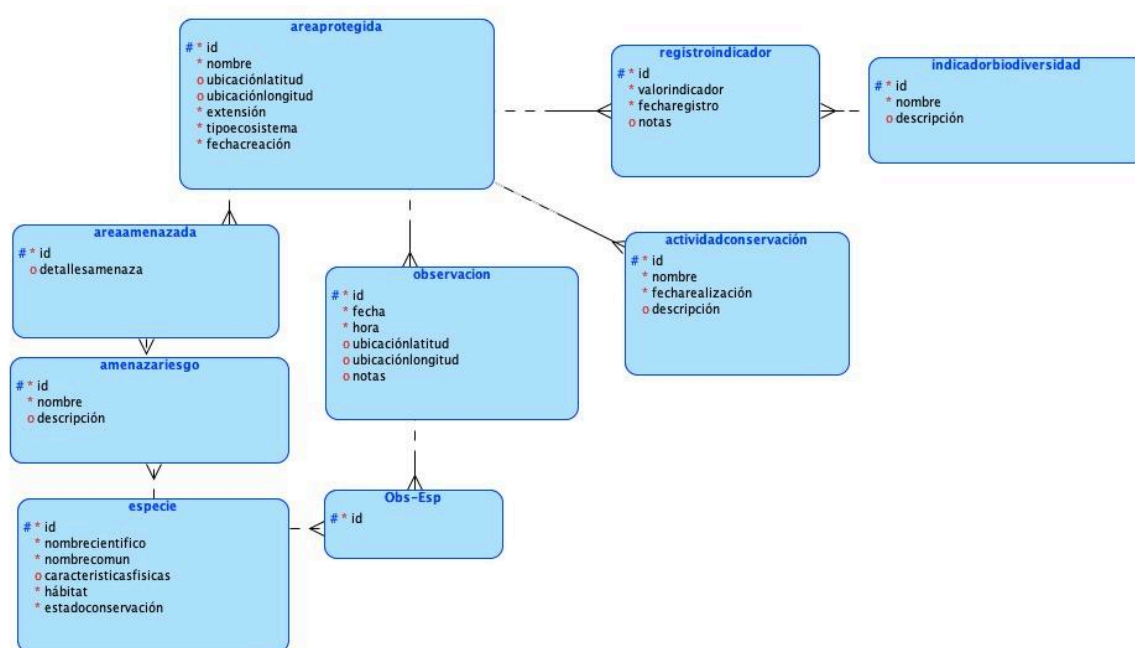 areaprotegida
# * id
* nombre
o ubicaciónlatitud
o ubicaciónlongitud
* extensión
* tipoecosistema
* fechacreación
registroindicador
# * id
* valorindicador
* fecharegistro
o notas
indicadorbiodiversidad
# * id
* nombre
o descripción
areaamenazada
# * id
o detallesamenaza
observacion
# * id
* fecha
* hora
o ubicaciónlatitud
o ubicaciónlongitud
o notas
actividadconservación
# * id
* nombre
* fecharealización
o descripción
amenazariesgo
# * id
* nombre
o descripción
especie
# * id
* nombrecientifico
* nombrecomun
o caracteristicasfisicas
* hábitat
* estadoconservación
Obs-Esp
# * id